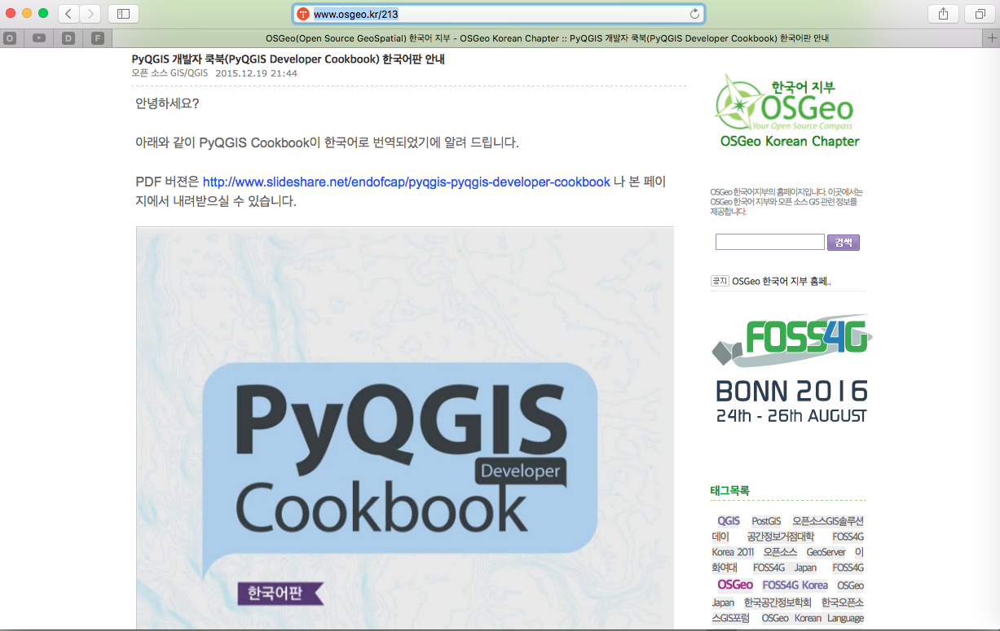 www.osgeo.kr/213
O
D
F
OSGeo(Open Source GeoSpatial) 한국어 지부 - OSGeo Korean Chapter :: PyQGIS 개발자 쿡북(PyQGIS Developer Cookbook) 한국어판 안내
PyQGIS 개발자 쿡북(PyQGIS Developer Cookbook) 한국어판 안내
오픈 소스 GIS/QGIS 2015.12.19 21:44
안녕하세요?
아래와 같이 PyQGIS Cookbook이 한국어로 번역되었기에 알려 드립니다.
PDF 버젼은 http://www.slideshare.net/endofcap/pyqgis-pyqgis-developer-cookbook 나 본 페이
지에서 내려받으실 수 있습니다.
PyQGIS
Developer
Cookbook
한국어판
한국어 지부
OSGeo
Your Open Source Compass
OSGeo Korean Chapter
OSGeo 한국어지부의 홈페이지입니다. 이곳에서는
OSGeo 한국어 지부와 오픈 소스 GIS 관련 정보를
제공합니다.
검색
공지 OSGeo 한국어 지부 홈페..
FOSS4G
BONN 2016
24th - 26th AUGUST
태그목록
QGIS PostGIS 오픈소스GIS솔루션
데이 공간정보거점대학 FOSS4G
Korea 2011 오픈소스 GeoServer 이
화여대 FOSS4G Japan FOSS4G
OSGeo FOSS4G Korea OSGeo
Japan 한국공간정보학회 한국오픈소
스GIS포럼 OSGeo Korean Language